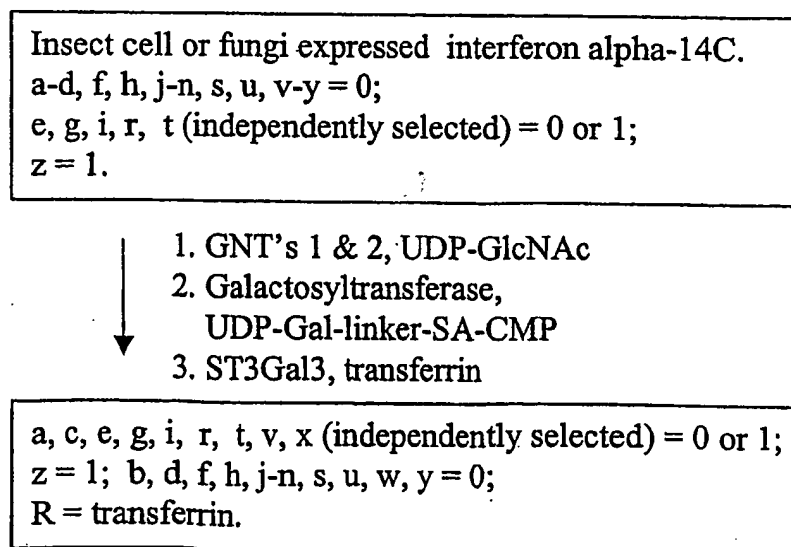 Insect cell or fungi expressed interferon alpha-14C.
a-d, f, h, j-n, s, u, v-y = 0;
e, g, i, r, t (independently selected) = 0 or 1;
z = 1.
1. GNT's 1 & 2, UDP-GlcNAc
2. Galactosyltransferase,
UDP-Gal-linker-SA-CMP
3. ST3Gal3, transferrin
a, c, e, g, i, r, t, v, x (independently selected) = 0 or 1;
z = 1; b, d, f, h, j-n, s, u, w, y = 0;
R = transferrin.